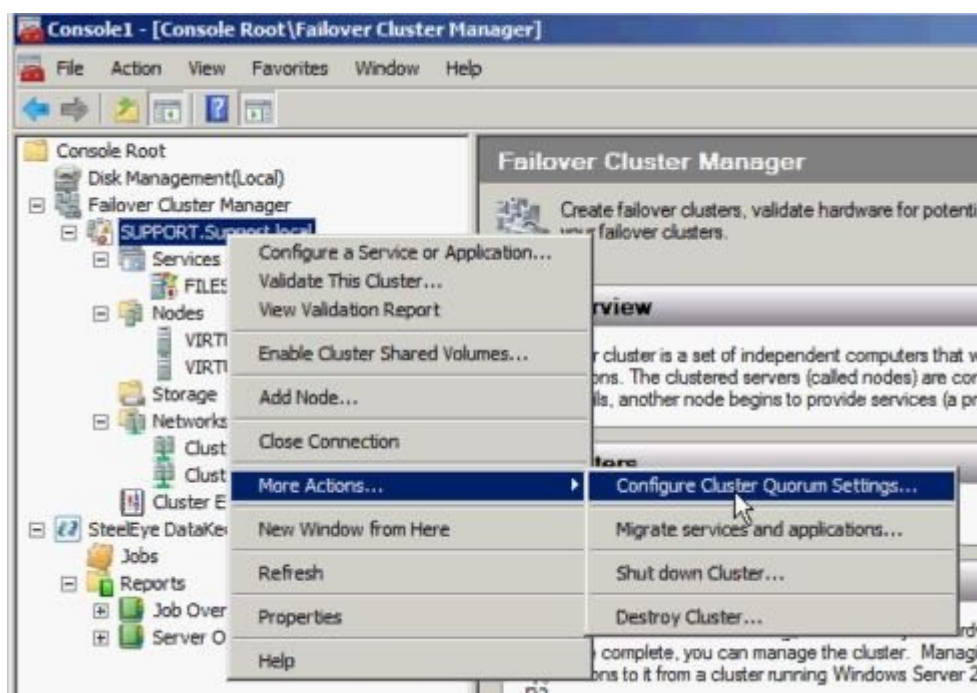 Console1 - [Console Root\Failover Cluster Manager]
File Action View Favorites Window Help
Console Root
Disk Management(Local)
Failover Cluster Manager
SUPPORT.Support.local
Services
FILES
Nodes
VIRTU
VIRTU
Storage
Networks
Clust
Clust
Cluster E
SteelEye DataKe
Jobs
Reports
Job Over
Server O
Configure a Service or Application...
Validate This Cluster...
View Validation Report
Enable Cluster Shared Volumes...
Add Node...
Close Connection
More Actions...
New Window from Here
Refresh
Properties
Help
Configure Cluster Quorum Settings...
Migrate services and applications...
Shut down Cluster...
Destroy Cluster...
Failover Cluster Manager
Create failover clusters, validate hardware for potenti
your failover clusters.
rview
r cluster is a set of independent computers that w
ons. The clustered servers (called nodes) are con
ils, another node begins to provide services (a pr
complete, you can manage the cluster. Managi
ons to it from a cluster running Windows Server 2